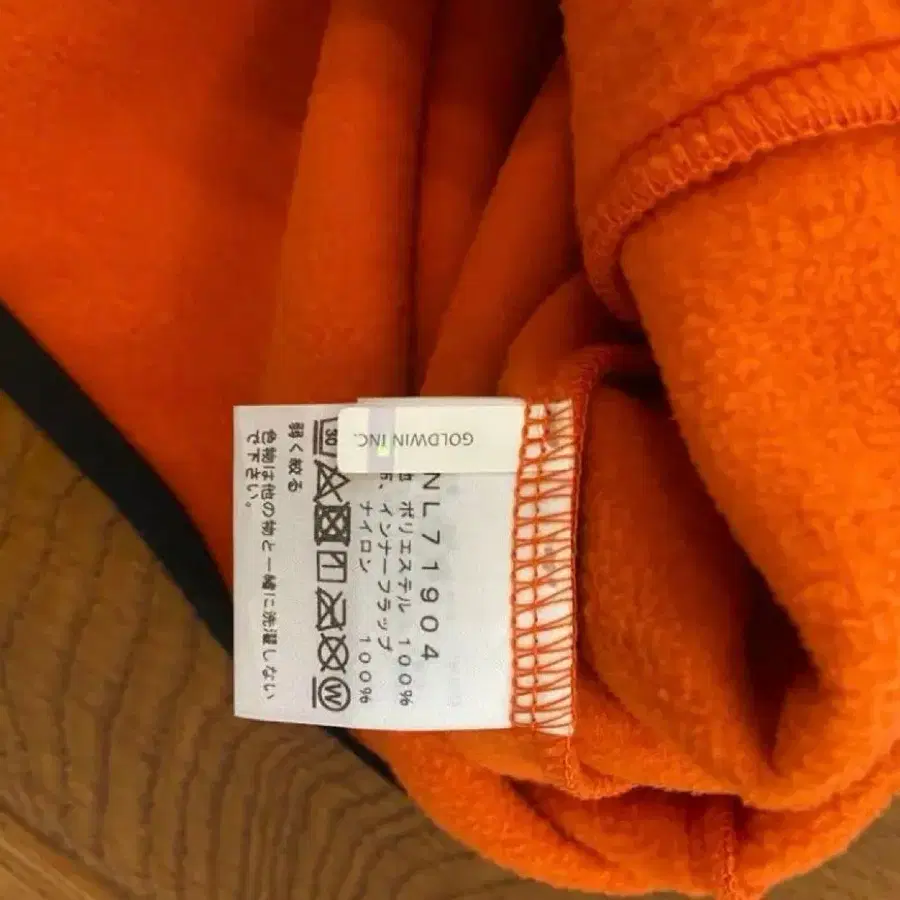 GOLDWIN INC.
NL71904
ポリエステル 100%
インナーフラップ
ナイロン 100%
30
W
弱く絞る
色物は他の物と一緒に洗濯しない
で下さい。